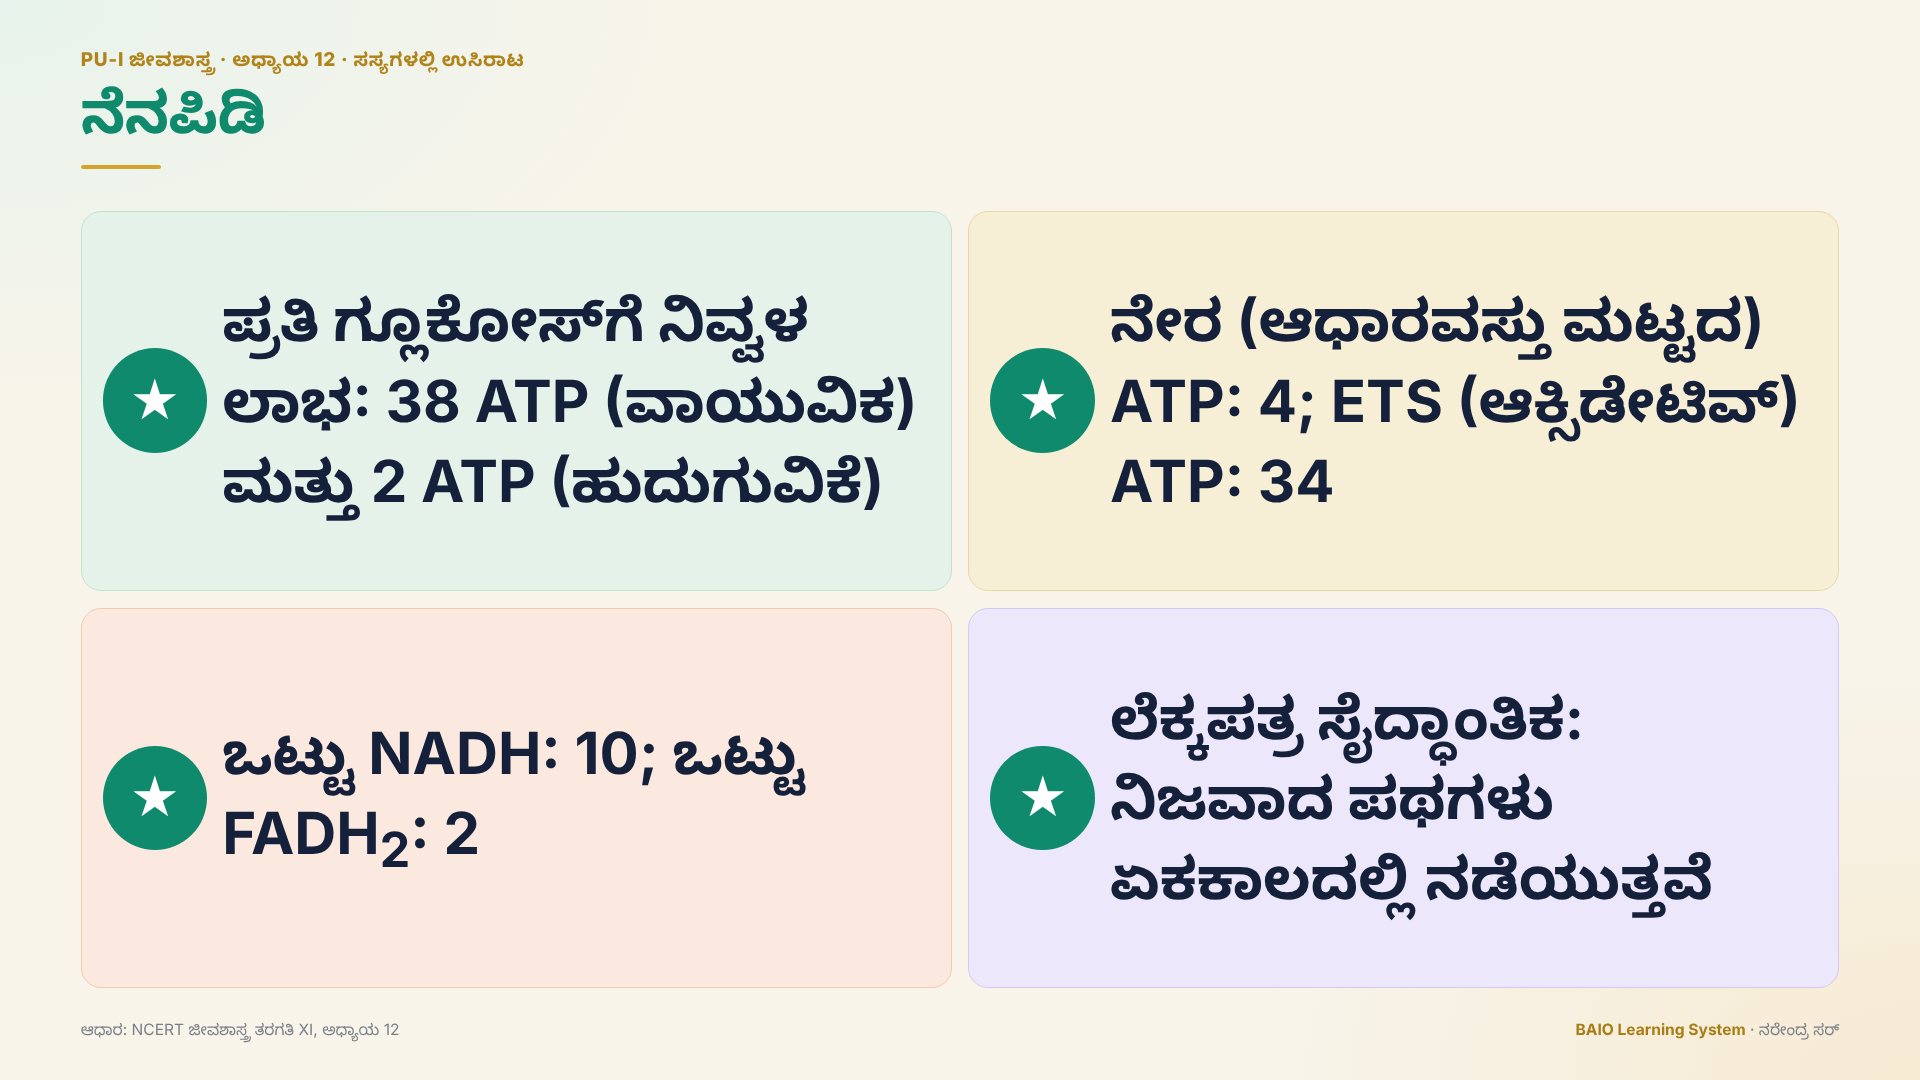 PU-I ಜೀವಶಾಸ್ತ್ರ · ಅಧ್ಯಾಯ 12 · ಸಸ್ಯಗಳಲ್ಲಿ ಉಸಿರಾಟ
ನೆನಪಿಡಿ
ಪ್ರತಿ ಗ್ಲೂಕೋಸ್‌ಗೆ ನಿವ್ವಳ
ಲಾಭ: 38 ATP (ವಾಯುವಿಕ)
ಮತ್ತು 2 ATP (ಹುದುಗುವಿಕೆ)
ನೇರ (ಆಧಾರವಸ್ತು ಮಟ್ಟದ)
ATP: 4; ETS (ಆಕ್ಸಿಡೇಟಿವ್)
ATP: 34
ಒಟ್ಟು NADH: 10; ಒಟ್ಟು
FADH₂: 2
ಲೆಕ್ಕಪತ್ರ ಸೈದ್ಧಾಂತಿಕ:
ನಿಜವಾದ ಪಥಗಳು
ಏಕಕಾಲದಲ್ಲಿ ನಡೆಯುತ್ತವೆ
ಆಧಾರ: NCERT ಜೀವಶಾಸ್ತ್ರ ತರಗತಿ XI, ಅಧ್ಯಾಯ 12
BAIO Learning System · ನರೇಂದ್ರ ಸರ್